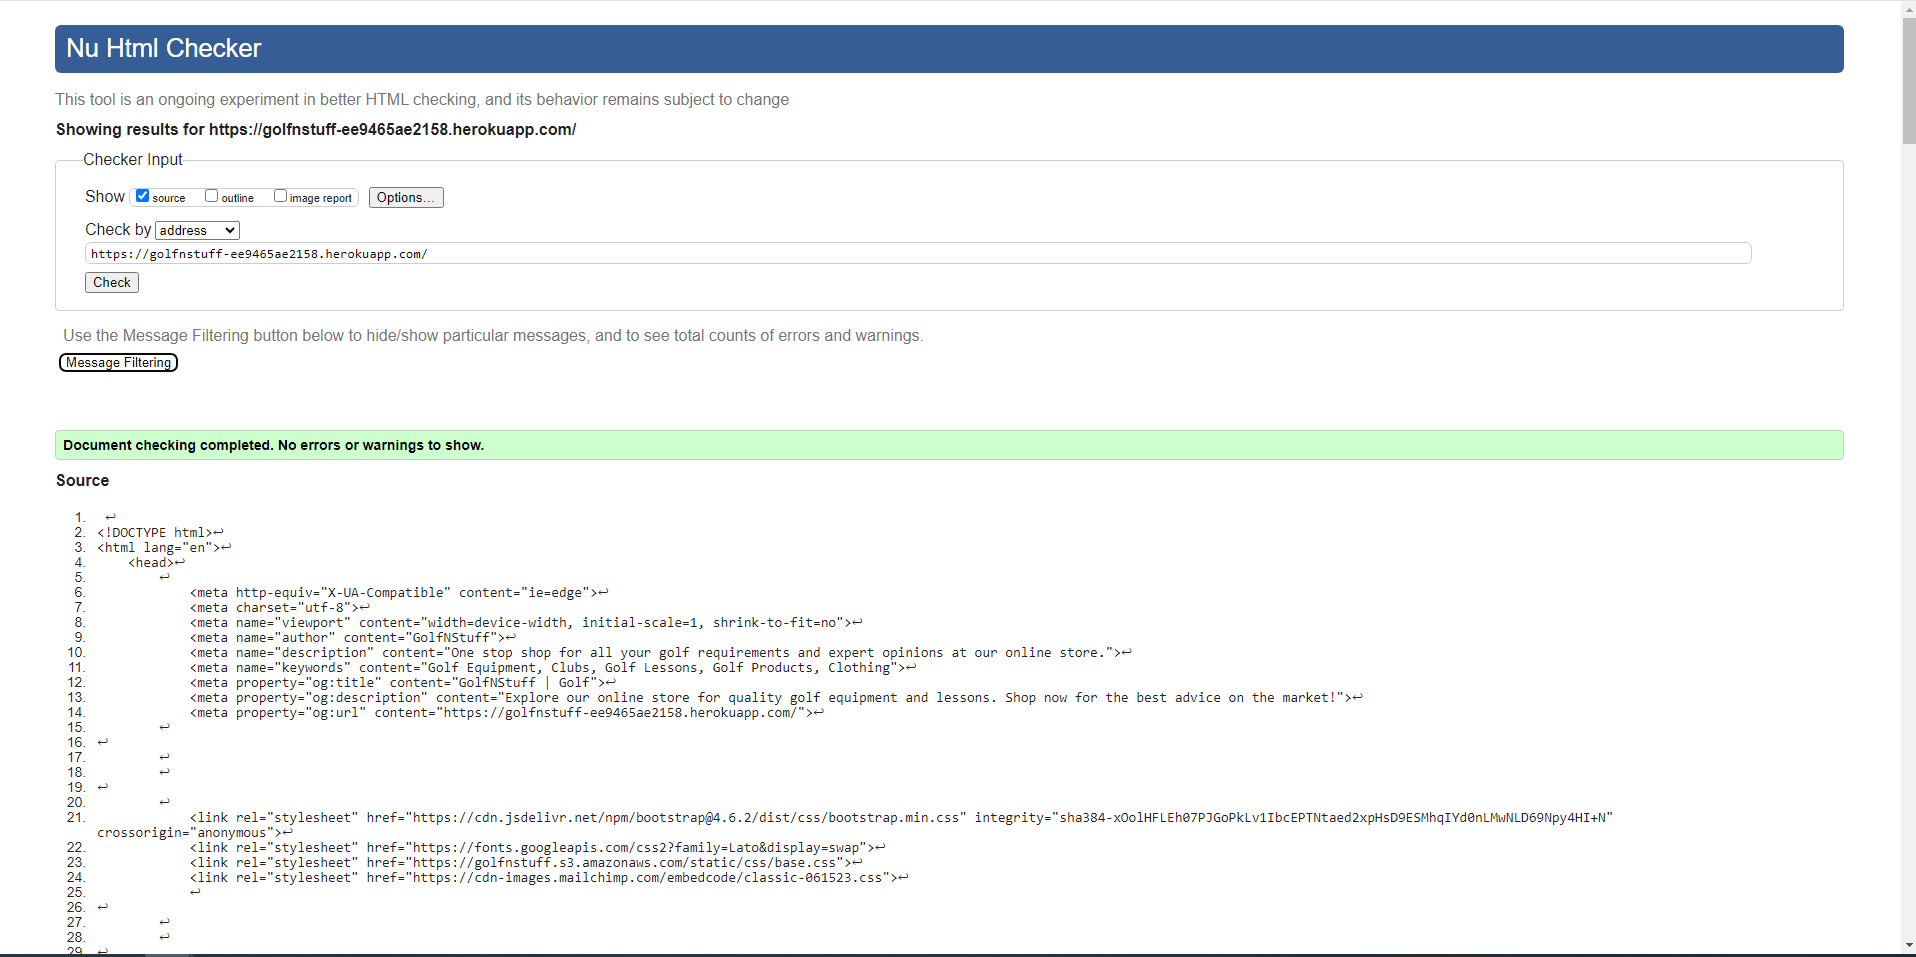 Nu Html Checker
This tool is an ongoing experiment in better HTML checking, and its behavior remains subject to change
Showing results for https://golfnstuff-ee9465ae2158.herokuapp.com/
Checker Input
Show source outline image report Options...
Check by address
https://golfnstuff-ee9465ae2158.herokuapp.com/
Check
Use the Message Filtering button below to hide/show particular messages, and to see total counts of errors and warnings.
Message Filtering
Document checking completed. No errors or warnings to show.
Source
1. ↩
2. <!DOCTYPE html>↩
3. <html lang="en">↩
4. <head>↩
5. ↩
6. <meta http-equiv="X-UA-Compatible" content="ie=edge">↩
7. <meta charset="utf-8">↩
8. <meta name="viewport" content="width=device-width, initial-scale=1, shrink-to-fit=no">↩
9. <meta name="author" content="GolfNStuff">↩
10. <meta name="description" content="One stop shop for all your golf requirements and expert opinions at our online store.">↩
11. <meta name="keywords" content="Golf Equipment, Clubs, Golf Lessons, Golf Products, Clothing">↩
12. <meta property="og:title" content="GolfNStuff | Golf">↩
13. <meta property="og:description" content="Explore our online store for quality golf equipment and lessons. Shop now for the best advice on the market!">↩
14. <meta property="og:url" content="https://golfnstuff-ee9465ae2158.herokuapp.com/">↩
15. ↩
16. ↩
17. ↩
18. ↩
19. ↩
20. ↩
21. <link rel="stylesheet" href="https://cdn.jsdelivr.net/npm/bootstrap@4.6.2/dist/css/bootstrap.min.css" integrity="sha384-xOolHFLEh07PJGoPkLv1IbcEPTNtaed2xpHsD9ESMhqIYd0nLMwNLD69Npy4HI+N"
crossorigin="anonymous">↩
22. <link rel="stylesheet" href="https://fonts.googleapis.com/css2?family=Lato&display=swap">↩
23. <link rel="stylesheet" href="https://golfnstuff.s3.amazonaws.com/static/css/base.css">↩
24. <link rel="stylesheet" href="https://cdn-images.mailchimp.com/embedcode/classic-061523.css">↩
25. ↩
26. ↩
27. ↩
28. ↩
29. ↩